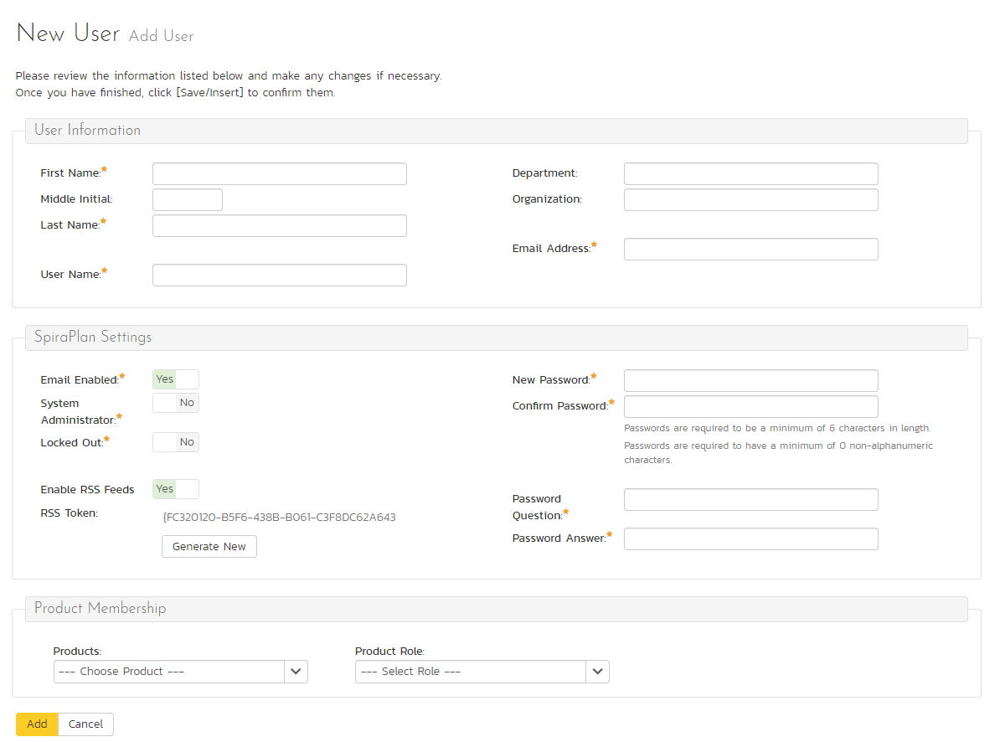 New User Add User
Please review the information listed below and make any changes if necessary.
Once you have finished, click [Save/Insert] to confirm them.
User Information
First Name:*
Middle Initial:
Last Name:*
User Name:*
Department:
Organization:
Email Address:*
SpiraPlan Settings
Email Enabled:* Yes
System
Administrator:* No
Locked Out:* No
Enable RSS Feeds Yes
RSS Token: {FC320120-B5F6-438B-B061-C3F8DC62A643
Generate New
New Password:*
Confirm Password:*
Passwords are required to be a minimum of 6 characters in length.
Passwords are required to have a minimum of 0 non-alphanumeric
characters.
Password
Question:*
Password Answer:*
Product Membership
Products:
--- Choose Product ---
Product Role:
--- Select Role ---
Add Cancel